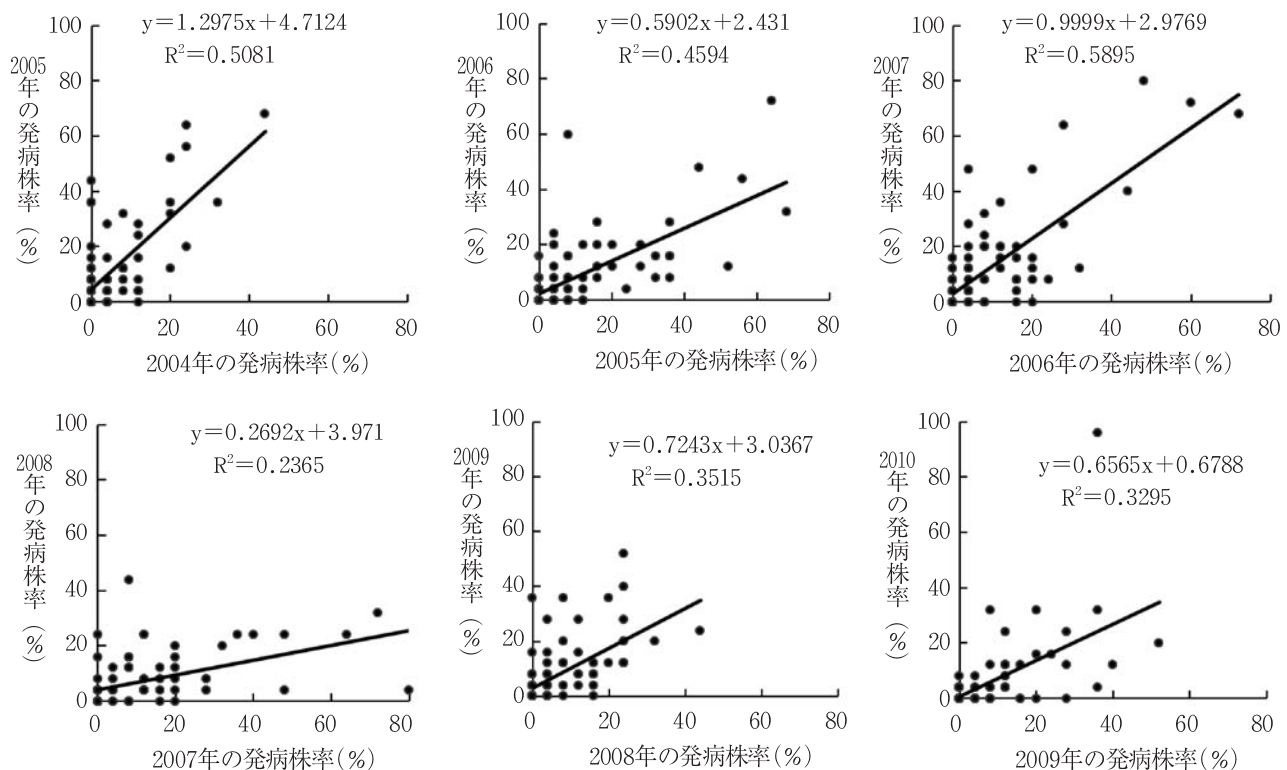 y=1.2975x+4.7124
R²=0.5081
2005年の発病株率(%)
100
80
60
40
20
0
0 20 40 60 80
2004年の発病株率(%)
y=0.5902x+2.431
R²=0.4594
2006年の発病株率(%)
100
80
60
40
20
0
0 20 40 60 80
2005年の発病株率(%)
y=0.9999x+2.9769
R²=0.5895
2007年の発病株率(%)
100
80
60
40
20
0
0 20 40 60 80
2006年の発病株率(%)
y=0.2692x+3.971
R²=0.2365
2008年の発病株率(%)
100
80
60
40
20
0
0 20 40 60 80
2007年の発病株率(%)
y=0.7243x+3.0367
R²=0.3515
2009年の発病株率(%)
100
80
60
40
20
0
0 20 40 60 80
2008年の発病株率(%)
y=0.6565x+0.6788
R²=0.3295
2010年の発病株率(%)
100
80
60
40
20
0
0 20 40 60 80
2009年の発病株率(%)